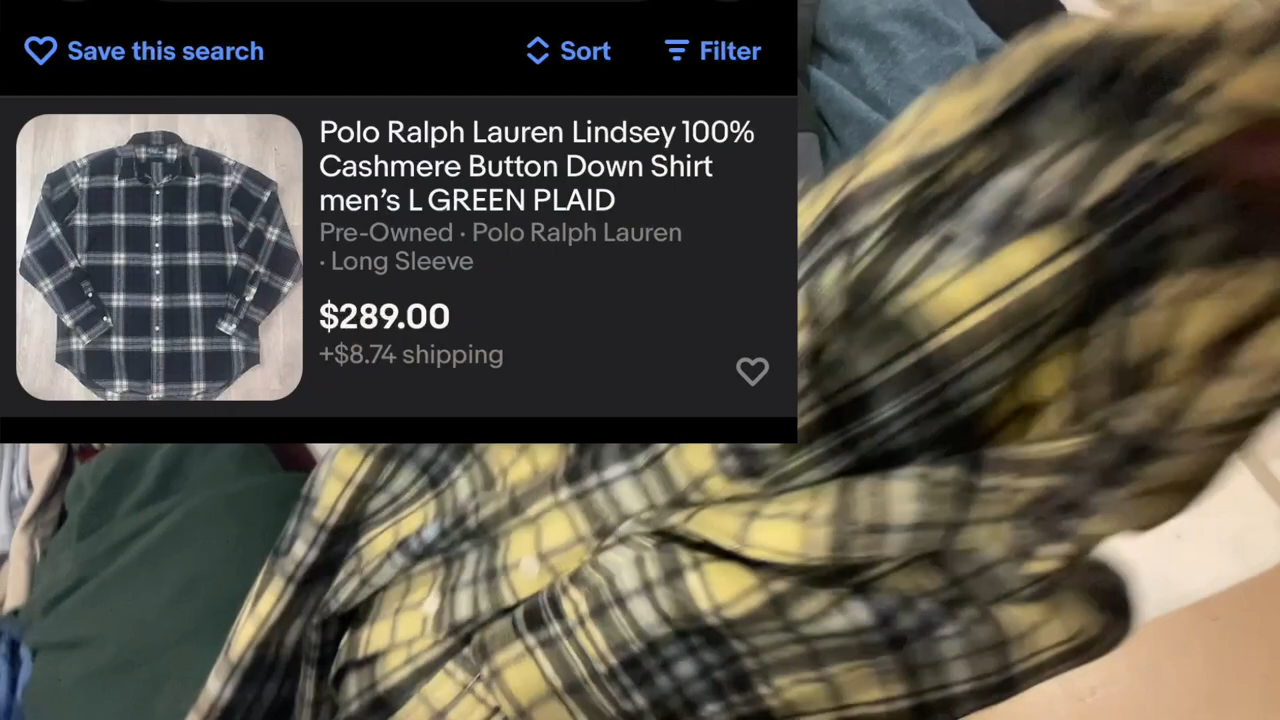 Save this search
Sort
Filter
Polo Ralph Lauren Lindsey 100%
Cashmere Button Down Shirt
men's L GREEN PLAID
Pre-Owned · Polo Ralph Lauren
· Long Sleeve
$289.00
+$8.74 shipping